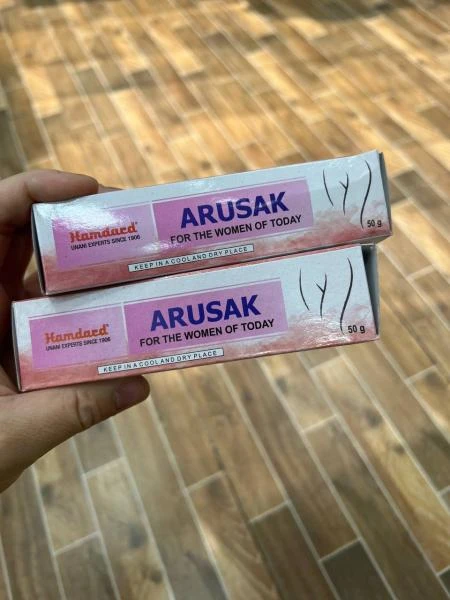 Hamdard®
UNANI EXPERTS SINCE 1906
ARUSAK
FOR THE WOMEN OF TODAY
KEEP IN A COOL AND DRY PLACE
50 g
Hamdard®
UNANI EXPERTS SINCE 1906
ARUSAK
FOR THE WOMEN OF TODAY
KEEP IN A COOL AND DRY PLACE
50 g